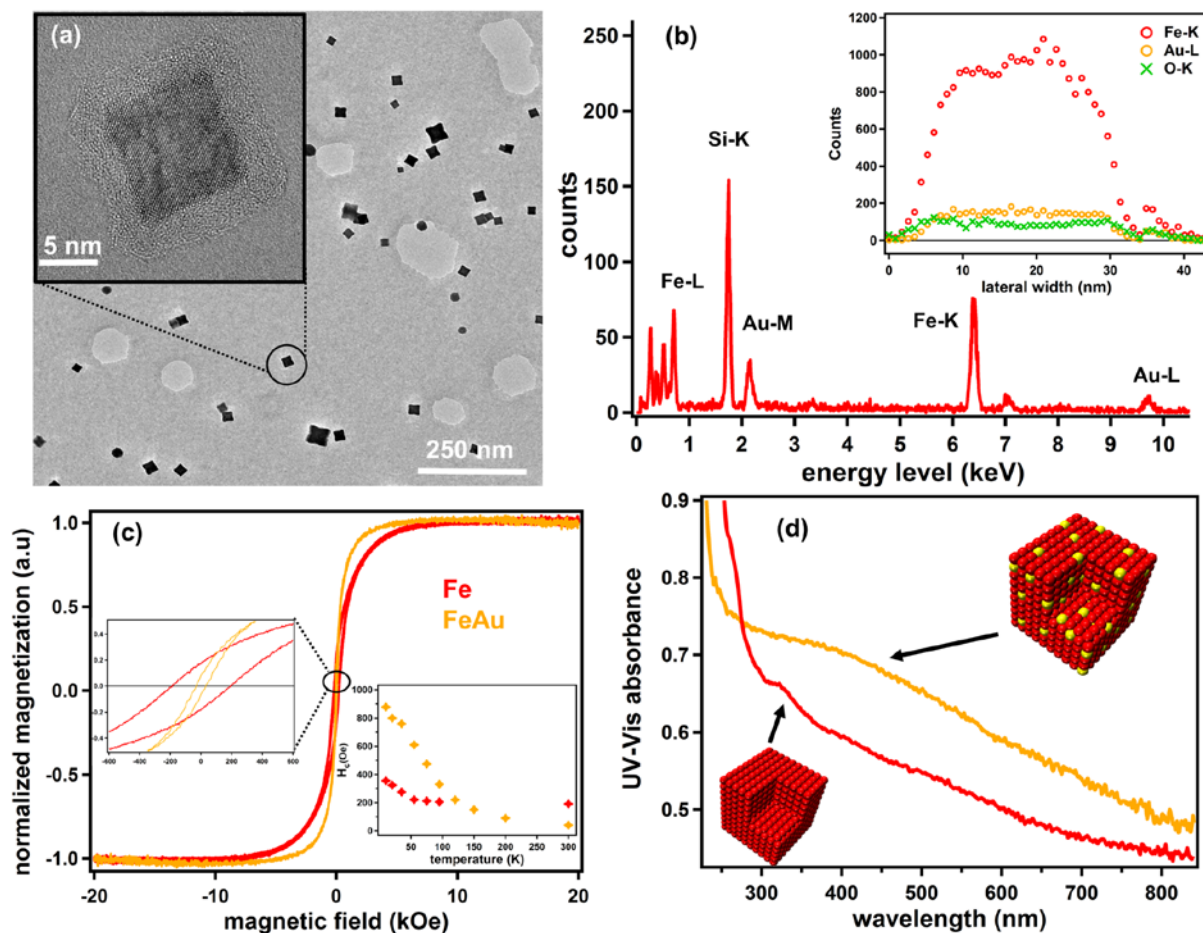 (a)
5 nm
250 nm
(b)
250
200
150
100
50
0
counts
Fe-L
Si-K
Au-M
Fe-K
Au-L
0 1 2 3 4 5 6 7 8 9 10
energy level (keV)
1200
1000
800
600
400
200
0
Counts
0 10 20 30 40
lateral width (nm)
Fe-K
Au-L
O-K
(c)
1.0
0.5
0.0
-0.5
-1.0
normalized magnetization (a.u)
Fe
FeAu
-20 -10 0 10 20
magnetic field (kOe)
0.4
0.2
0.0
-0.2
-0.4
-600 -400 -200 0 200 400 600
1000
800
600
400
200
0
Hc(Oe)
50 100 150 200 250 300
temperature (K)
(d)
0.9
0.8
0.7
0.6
0.5
UV-Vis absorbance
300 400 500 600 700 800
wavelength (nm)